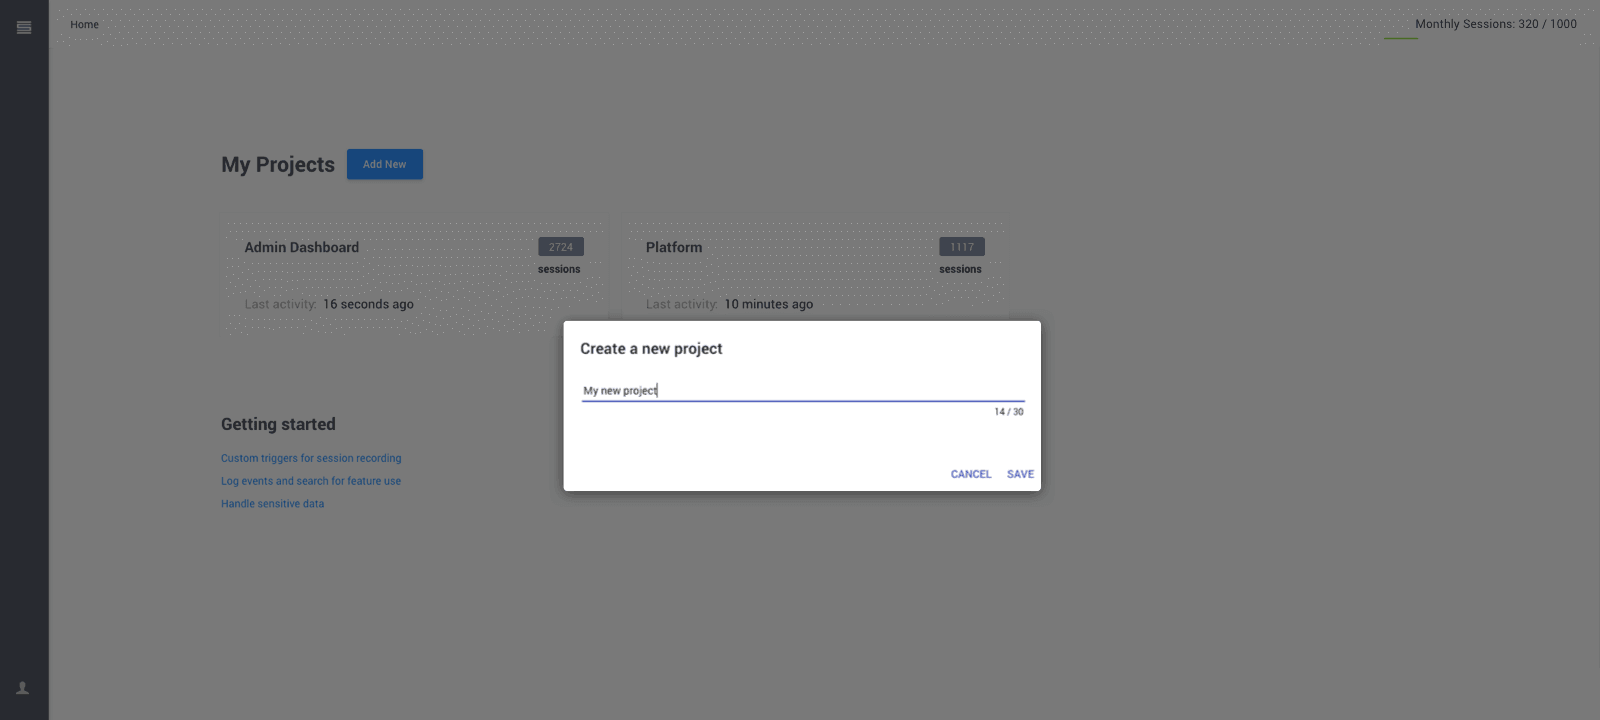 Home
Monthly Sessions: 320 / 1000
My Projects
Add New
Admin Dashboard
2724
sessions
Last activity: 16 seconds ago
Platform
1117
sessions
Last activity: 10 minutes ago
Create a new project
My new project
14 / 30
CANCEL SAVE
Getting started
Custom triggers for session recording
Log events and search for feature use
Handle sensitive data